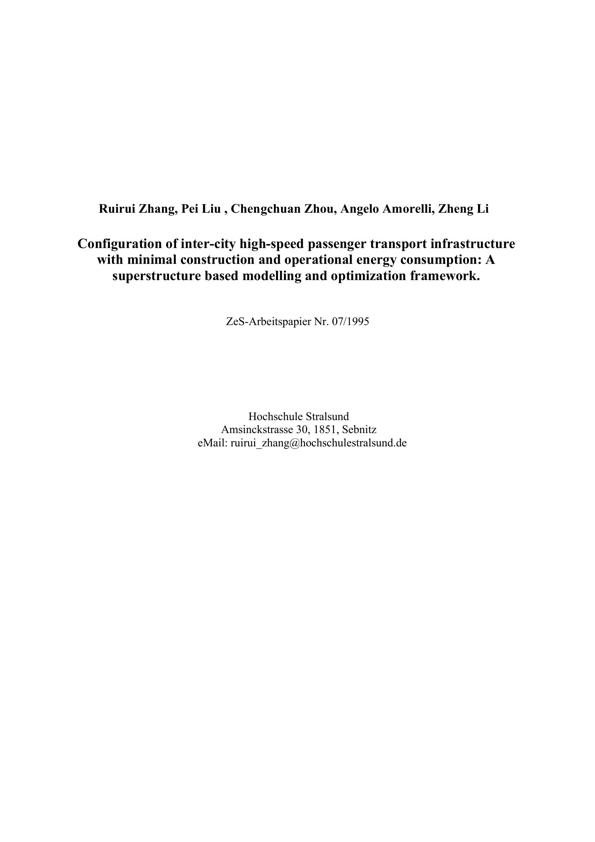 Ruirui Zhang, Pei Liu , Chengchuan Zhou, Angelo Amorelli, Zheng Li
Configuration of inter-city high-speed passenger transport infrastructure
with minimal construction and operational energy consumption: A
superstructure based modelling and optimization framework.
ZeS-Arbeitspapier Nr. 07/1995
Hochschule Stralsund
Amsinckstrasse 30, 1851, Sebnitz
eMail: ruirui_zhang@hochschulestralsund.de